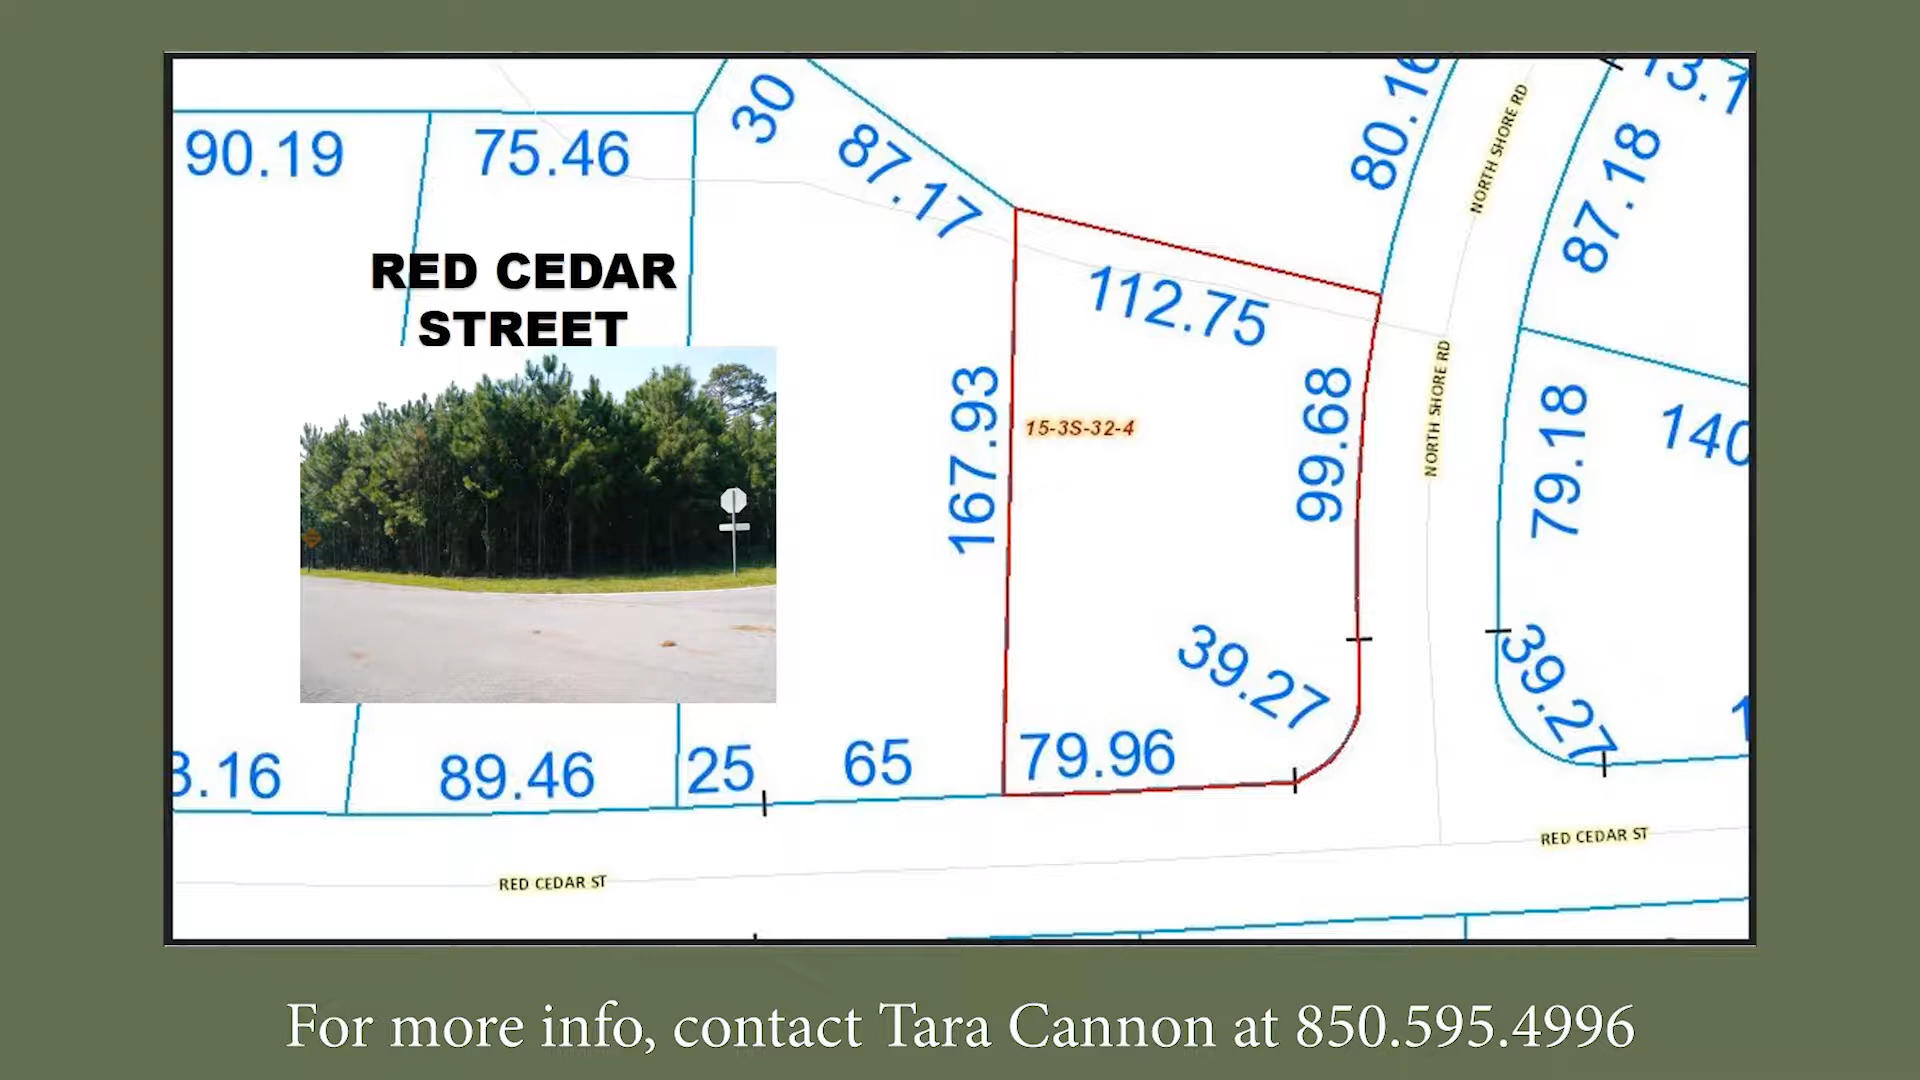 90.19
75.46
30
87.17
80.16
NORTH SHORE RD
87.18
RED CEDAR
STREET
112.75
167.93
15-3S-32-4
99.68
NORTH SHORE RD
79.18
140
39.27
39.27
3.16
89.46
25
65
79.96
RED CEDAR ST
RED CEDAR ST
For more info, contact Tara Cannon at 850.595.4996